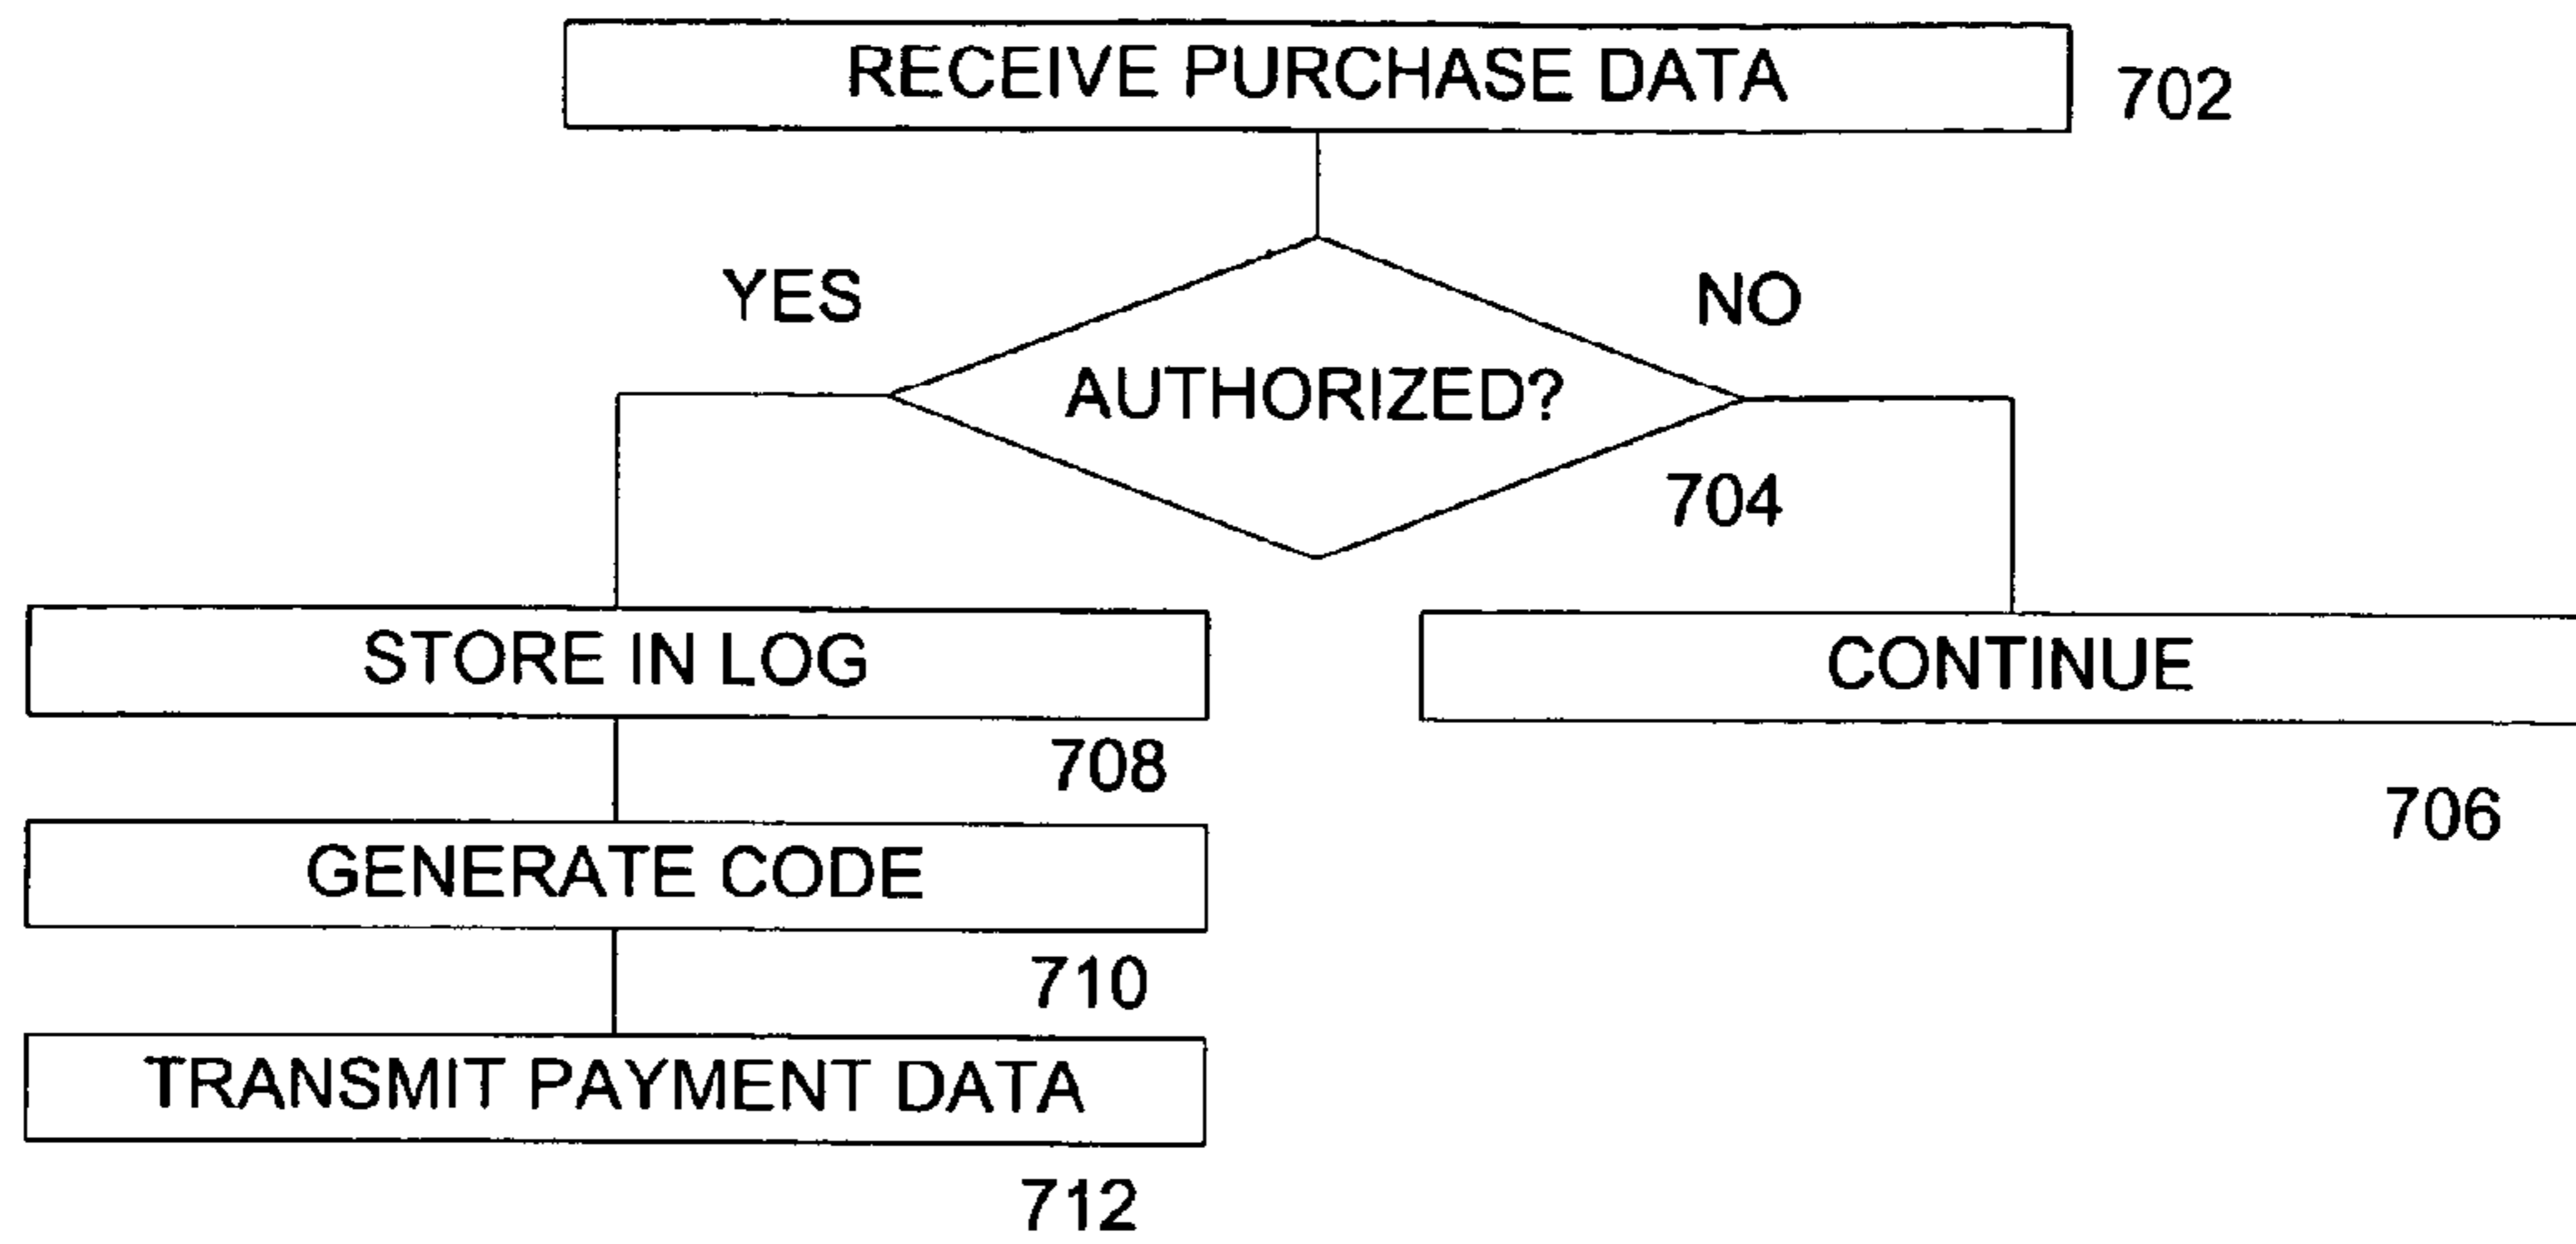 RECEIVE PURCHASE DATA
702
YES
NO
AUTHORIZED?
704
STORE IN LOG
708
CONTINUE
706
GENERATE CODE
710
TRANSMIT PAYMENT DATA
712